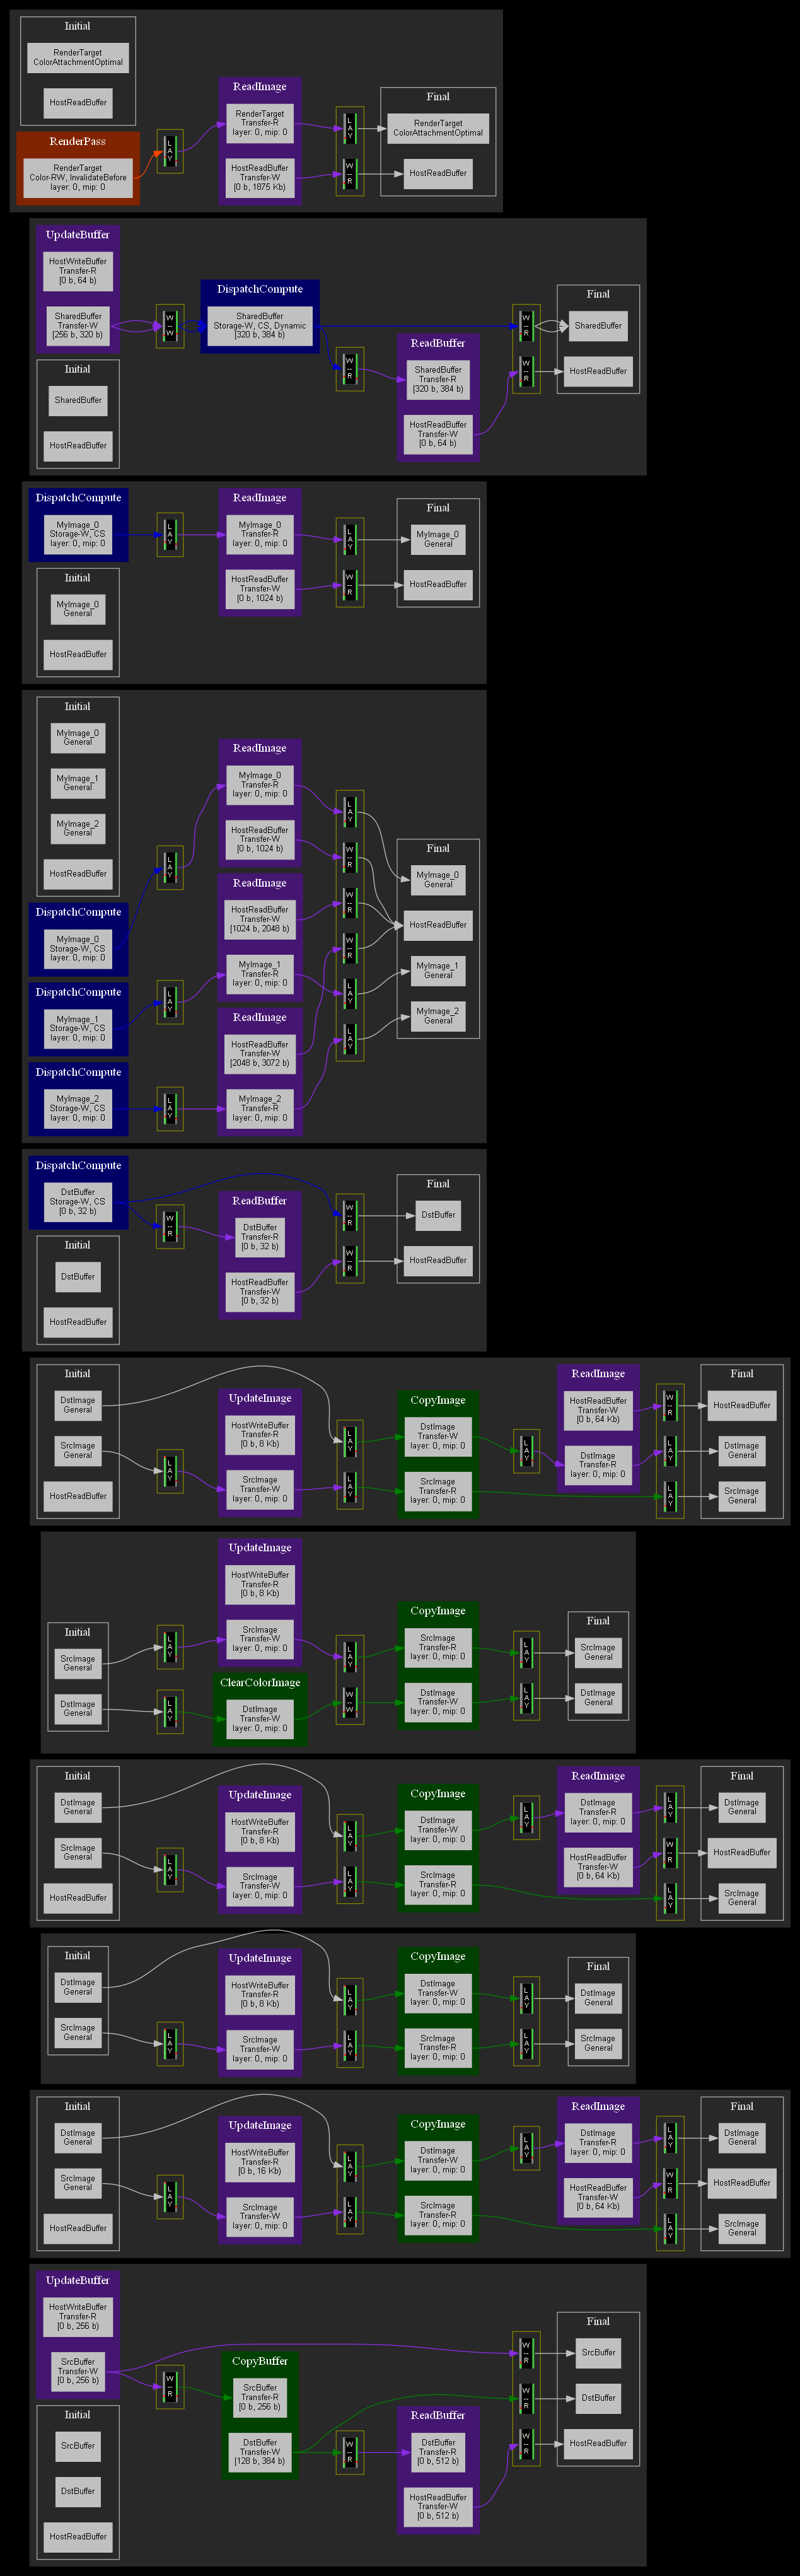 Initial
RenderTarget
ColorAttachmentOptimal
HostReadBuffer
RenderPass
RenderTarget
Color-RW, InvalidateBefore
layer: 0, mip: 0
L
A
Y
ReadImage
RenderTarget
Transfer-R
layer: 0, mip: 0
HostReadBuffer
Transfer-W
[0 b, 1875 Kb)
L
A
Y
W
--
R
Final
RenderTarget
ColorAttachmentOptimal
HostReadBuffer
UpdateBuffer
HostWriteBuffer
Transfer-R
[0 b, 64 b)
SharedBuffer
Transfer-W
[256 b, 320 b)
Initial
SharedBuffer
HostReadBuffer
W
--
W
DispatchCompute
SharedBuffer
Storage-W, CS, Dynamic
[320 b, 384 b)
W
--
R
ReadBuffer
SharedBuffer
Transfer-R
[320 b, 384 b)
HostReadBuffer
Transfer-W
[0 b, 64 b)
W
--
R
W
--
R
Final
SharedBuffer
HostReadBuffer
DispatchCompute
MyImage_0
Storage-W, CS
layer: 0, mip: 0
Initial
MyImage_0
General
HostReadBuffer
L
A
Y
ReadImage
MyImage_0
Transfer-R
layer: 0, mip: 0
HostReadBuffer
Transfer-W
[0 b, 1024 b)
L
A
Y
W
--
R
Final
MyImage_0
General
HostReadBuffer
Initial
MyImage_0
General
MyImage_1
General
MyImage_2
General
HostReadBuffer
DispatchCompute
MyImage_0
Storage-W, CS
layer: 0, mip: 0
DispatchCompute
MyImage_1
Storage-W, CS
layer: 0, mip: 0
DispatchCompute
MyImage_2
Storage-W, CS
layer: 0, mip: 0
L
A
Y
L
A
Y
L
A
Y
ReadImage
MyImage_0
Transfer-R
layer: 0, mip: 0
HostReadBuffer
Transfer-W
[0 b, 1024 b)
ReadImage
HostReadBuffer
Transfer-W
[1024 b, 2048 b)
MyImage_1
Transfer-R
layer: 0, mip: 0
ReadImage
HostReadBuffer
Transfer-W
[2048 b, 3072 b)
MyImage_2
Transfer-R
layer: 0, mip: 0
L
A
Y
W
--
R
W
--
R
W
--
R
L
A
Y
L
A
Y
Final
MyImage_0
General
HostReadBuffer
MyImage_1
General
MyImage_2
General
DispatchCompute
DstBuffer
Storage-W, CS
[0 b, 32 b)
Initial
DstBuffer
HostReadBuffer
W
--
R
ReadBuffer
DstBuffer
Transfer-R
[0 b, 32 b)
HostReadBuffer
Transfer-W
[0 b, 32 b)
W
--
R
W
--
R
Final
DstBuffer
HostReadBuffer
Initial
DstImage
General
SrcImage
General
HostReadBuffer
L
A
Y
UpdateImage
HostWriteBuffer
Transfer-R
[0 b, 8 Kb)
SrcImage
Transfer-W
layer: 0, mip: 0
L
A
Y
L
A
Y
CopyImage
DstImage
Transfer-W
layer: 0, mip: 0
SrcImage
Transfer-R
layer: 0, mip: 0
L
A
Y
ReadImage
HostReadBuffer
Transfer-W
[0 b, 64 Kb)
DstImage
Transfer-R
layer: 0, mip: 0
W
--
R
L
A
Y
L
A
Y
Final
HostReadBuffer
DstImage
General
SrcImage
General
Initial
SrcImage
General
DstImage
General
L
A
Y
L
A
Y
UpdateImage
HostWriteBuffer
Transfer-R
[0 b, 8 Kb)
SrcImage
Transfer-W
layer: 0, mip: 0
ClearColorImage
DstImage
Transfer-W
layer: 0, mip: 0
L
A
Y
W
--
W
CopyImage
SrcImage
Transfer-R
layer: 0, mip: 0
DstImage
Transfer-W
layer: 0, mip: 0
L
A
Y
L
A
Y
Final
SrcImage
General
DstImage
General
Initial
DstImage
General
SrcImage
General
HostReadBuffer
L
A
Y
UpdateImage
HostWriteBuffer
Transfer-R
[0 b, 8 Kb)
SrcImage
Transfer-W
layer: 0, mip: 0
L
A
Y
L
A
Y
CopyImage
DstImage
Transfer-W
layer: 0, mip: 0
SrcImage
Transfer-R
layer: 0, mip: 0
L
A
Y
ReadImage
DstImage
Transfer-R
layer: 0, mip: 0
HostReadBuffer
Transfer-W
[0 b, 64 Kb)
L
A
Y
W
--
R
L
A
Y
Final
DstImage
General
HostReadBuffer
SrcImage
General
Initial
DstImage
General
SrcImage
General
L
A
Y
UpdateImage
HostWriteBuffer
Transfer-R
[0 b, 8 Kb)
SrcImage
Transfer-W
layer: 0, mip: 0
L
A
Y
L
A
Y
CopyImage
DstImage
Transfer-W
layer: 0, mip: 0
SrcImage
Transfer-R
layer: 0, mip: 0
L
A
Y
L
A
Y
Final
DstImage
General
SrcImage
General
Initial
DstImage
General
SrcImage
General
HostReadBuffer
L
A
Y
UpdateImage
HostWriteBuffer
Transfer-R
[0 b, 16 Kb)
SrcImage
Transfer-W
layer: 0, mip: 0
L
A
Y
L
A
Y
CopyImage
DstImage
Transfer-W
layer: 0, mip: 0
SrcImage
Transfer-R
layer: 0, mip: 0
L
A
Y
ReadImage
DstImage
Transfer-R
layer: 0, mip: 0
HostReadBuffer
Transfer-W
[0 b, 64 Kb)
L
A
Y
W
--
R
L
A
Y
Final
DstImage
General
HostReadBuffer
SrcImage
General
UpdateBuffer
HostWriteBuffer
Transfer-R
[0 b, 256 b)
SrcBuffer
Transfer-W
[0 b, 256 b)
Initial
SrcBuffer
DstBuffer
HostReadBuffer
W
--
R
CopyBuffer
SrcBuffer
Transfer-R
[0 b, 256 b)
DstBuffer
Transfer-W
[128 b, 384 b)
W
--
R
ReadBuffer
DstBuffer
Transfer-R
[0 b, 512 b)
HostReadBuffer
Transfer-W
[0 b, 512 b)
W
--
R
W
--
R
W
--
R
Final
SrcBuffer
DstBuffer
HostReadBuffer